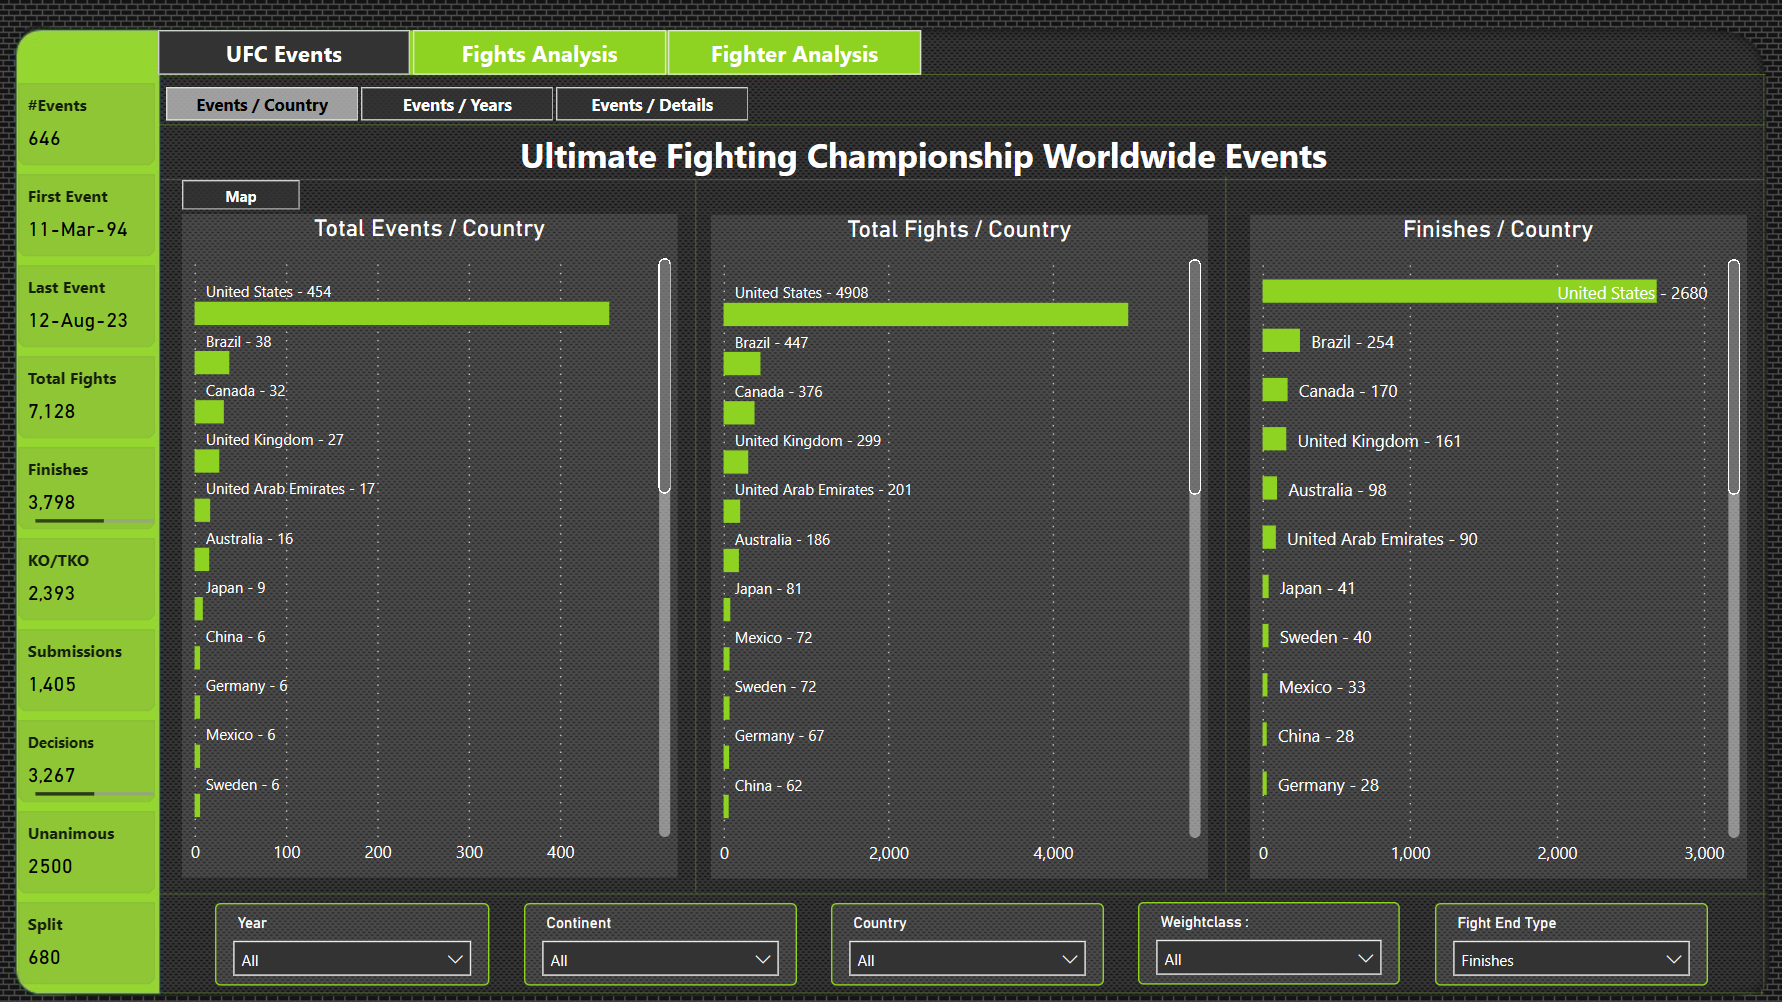 UFC Events
Fights Analysis
Fighter Analysis
Events / Country
Events / Years
Events / Details
#Events
646
First Event
11-Mar-94
Last Event
12-Aug-23
Total Fights
7,128
Finishes
3,798
KO/TKO
2,393
Submissions
1,405
Decisions
3,267
Unanimous
2500
Split
680
Ultimate Fighting Championship Worldwide Events
Map
Total Events / Country
United States - 454
Brazil - 38
Canada - 32
United Kingdom - 27
United Arab Emirates - 17
Australia - 16
Japan - 9
China - 6
Germany - 6
Mexico - 6
Sweden - 6
0 100 200 300 400
Total Fights / Country
United States - 4908
Brazil - 447
Canada - 376
United Kingdom - 299
United Arab Emirates - 201
Australia - 186
Japan - 81
Mexico - 72
Sweden - 72
Germany - 67
China - 62
0 2,000 4,000
Finishes / Country
United States - 2680
Brazil - 254
Canada - 170
United Kingdom - 161
Australia - 98
United Arab Emirates - 90
Japan - 41
Sweden - 40
Mexico - 33
China - 28
Germany - 28
0 1,000 2,000 3,000
Year
All
Continent
All
Country
All
Weightclass :
All
Fight End Type
Finishes